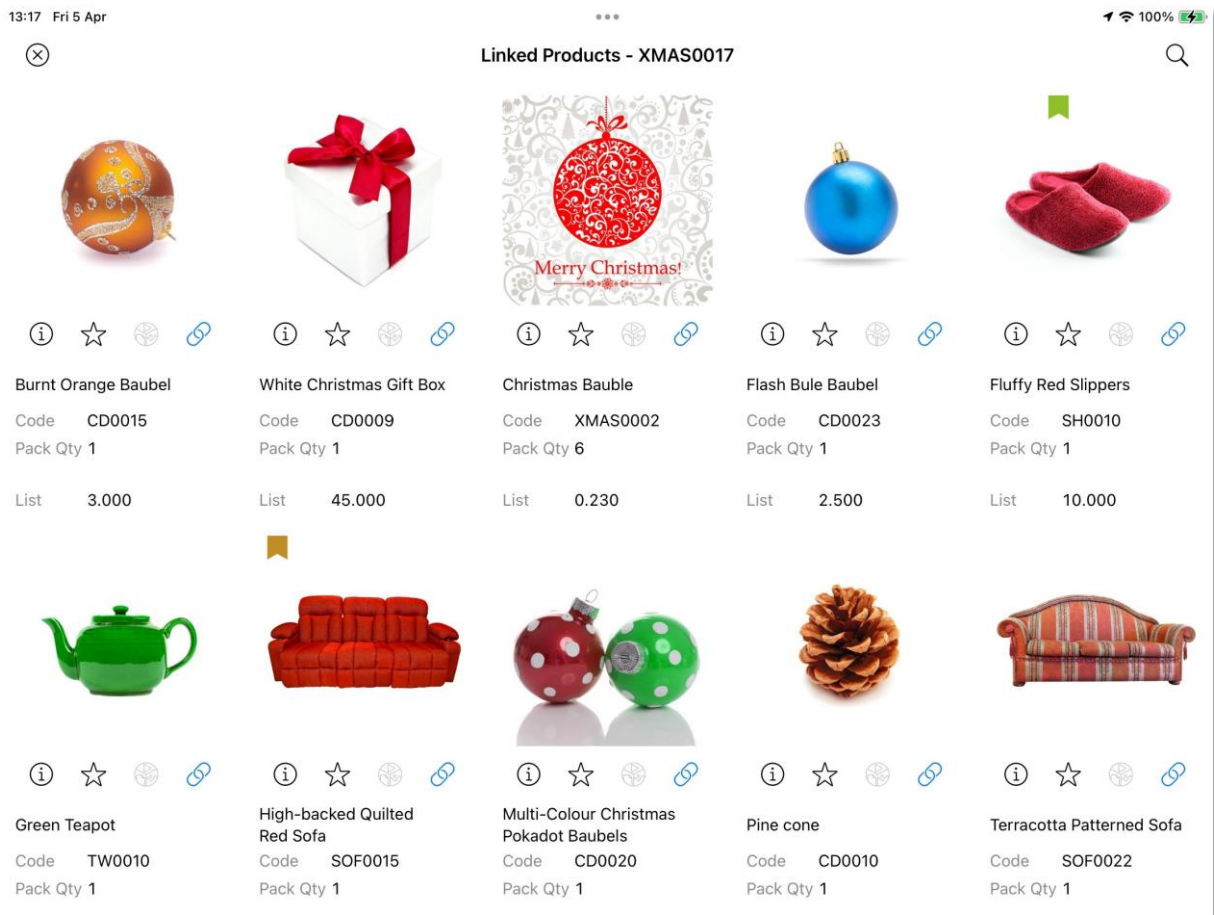 13:17 Fri 5 Apr
100%
Linked Products - XMAS0017
Merry Christmas!
Burnt Orange Baubel
Code CD0015
Pack Qty 1
List 3.000
White Christmas Gift Box
Code CD0009
Pack Qty 1
List 45.000
Christmas Bauble
Code XMAS0002
Pack Qty 6
List 0.230
Flash Bule Baubel
Code CD0023
Pack Qty 1
List 2.500
Fluffy Red Slippers
Code SH0010
Pack Qty 1
List 10.000
Green Teapot
Code TW0010
Pack Qty 1
High-backed Quilted
Red Sofa
Code SOF0015
Pack Qty 1
Multi-Colour Christmas
Pokadot Baubels
Code CD0020
Pack Qty 1
Pine cone
Code CD0010
Pack Qty 1
Terracotta Patterned Sofa
Code SOF0022
Pack Qty 1